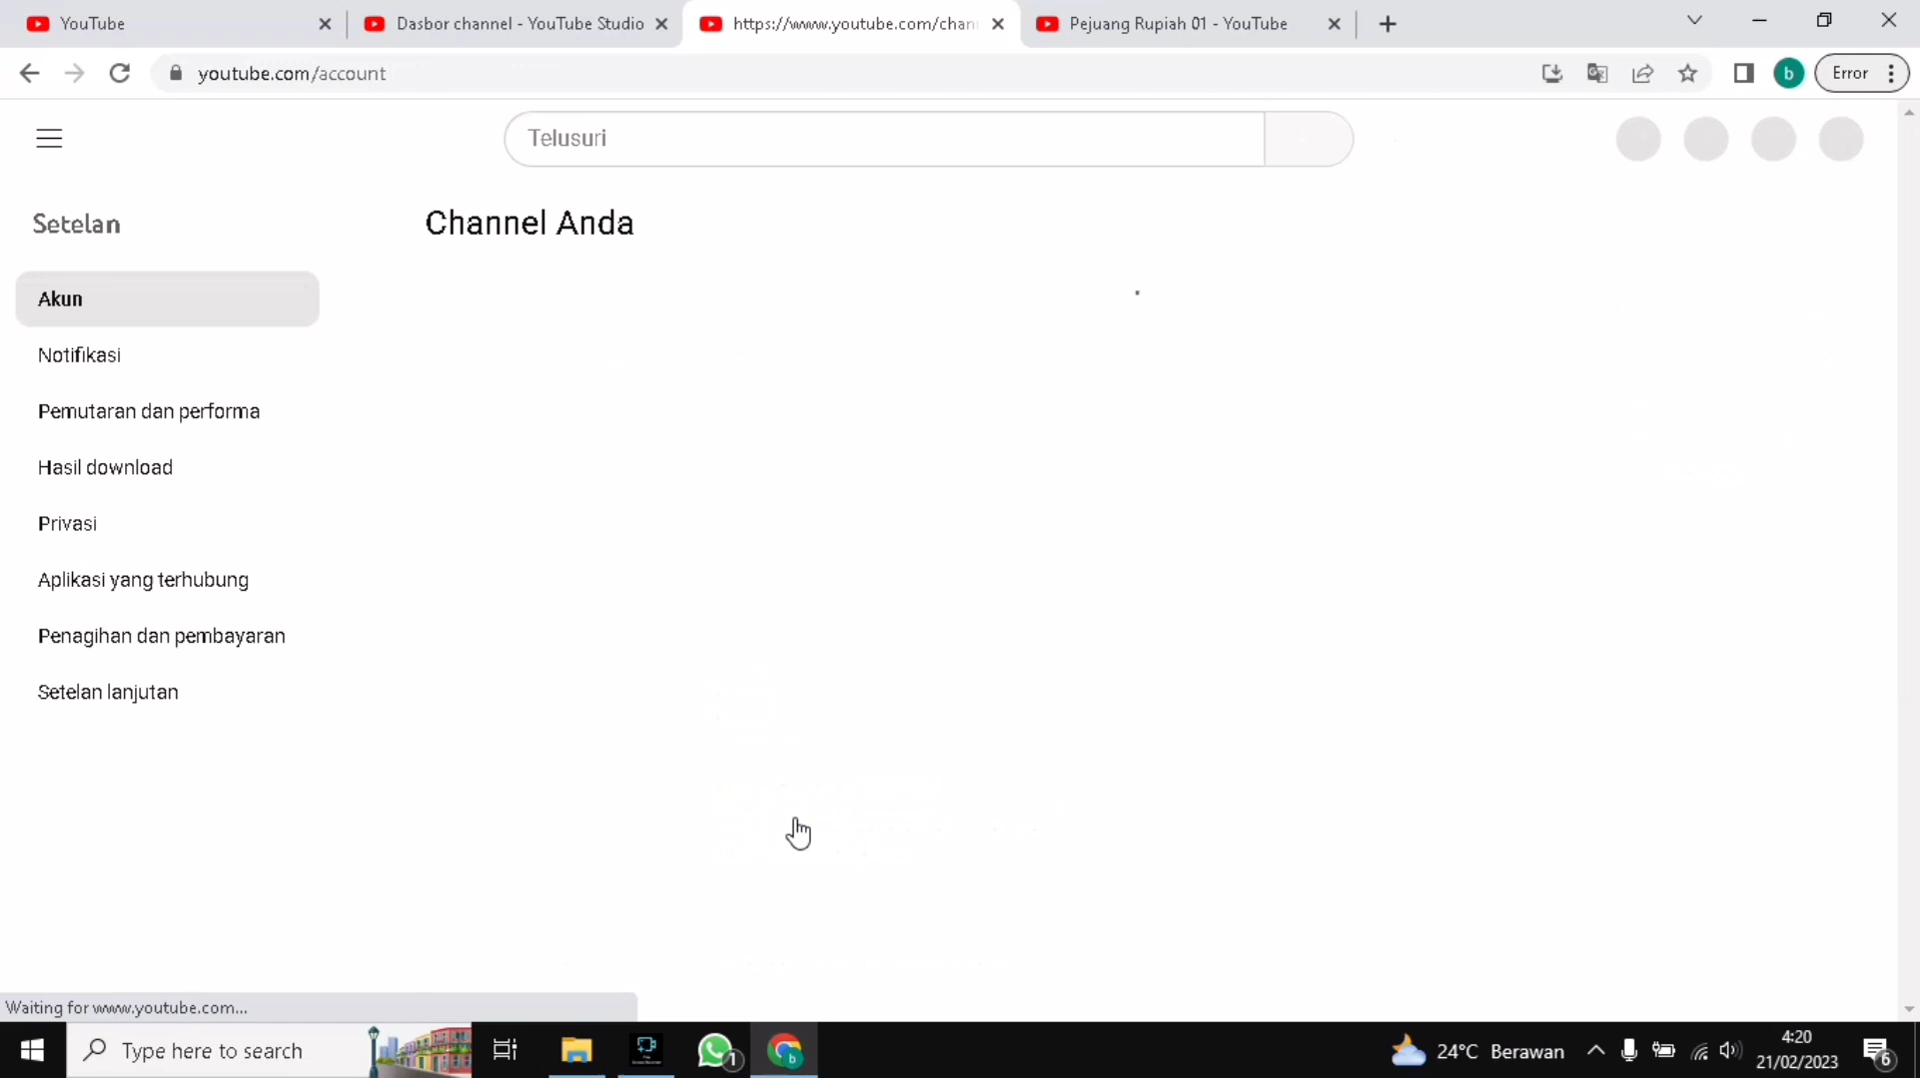 YouTube
Dasbor channel - YouTube Studio
https://www.youtube.com/chan
Pejuang Rupiah 01 - YouTube
youtube.com/account
b
Error
Telusuri
Setelan
Channel Anda
Akun
Notifikasi
Pemutaran dan performa
Hasil download
Privasi
Aplikasi yang terhubung
Penagihan dan pembayaran
Setelan lanjutan
Waiting for www.youtube.com...
Type here to search
1
b
24°C Berawan
4:20
21/02/2023
6